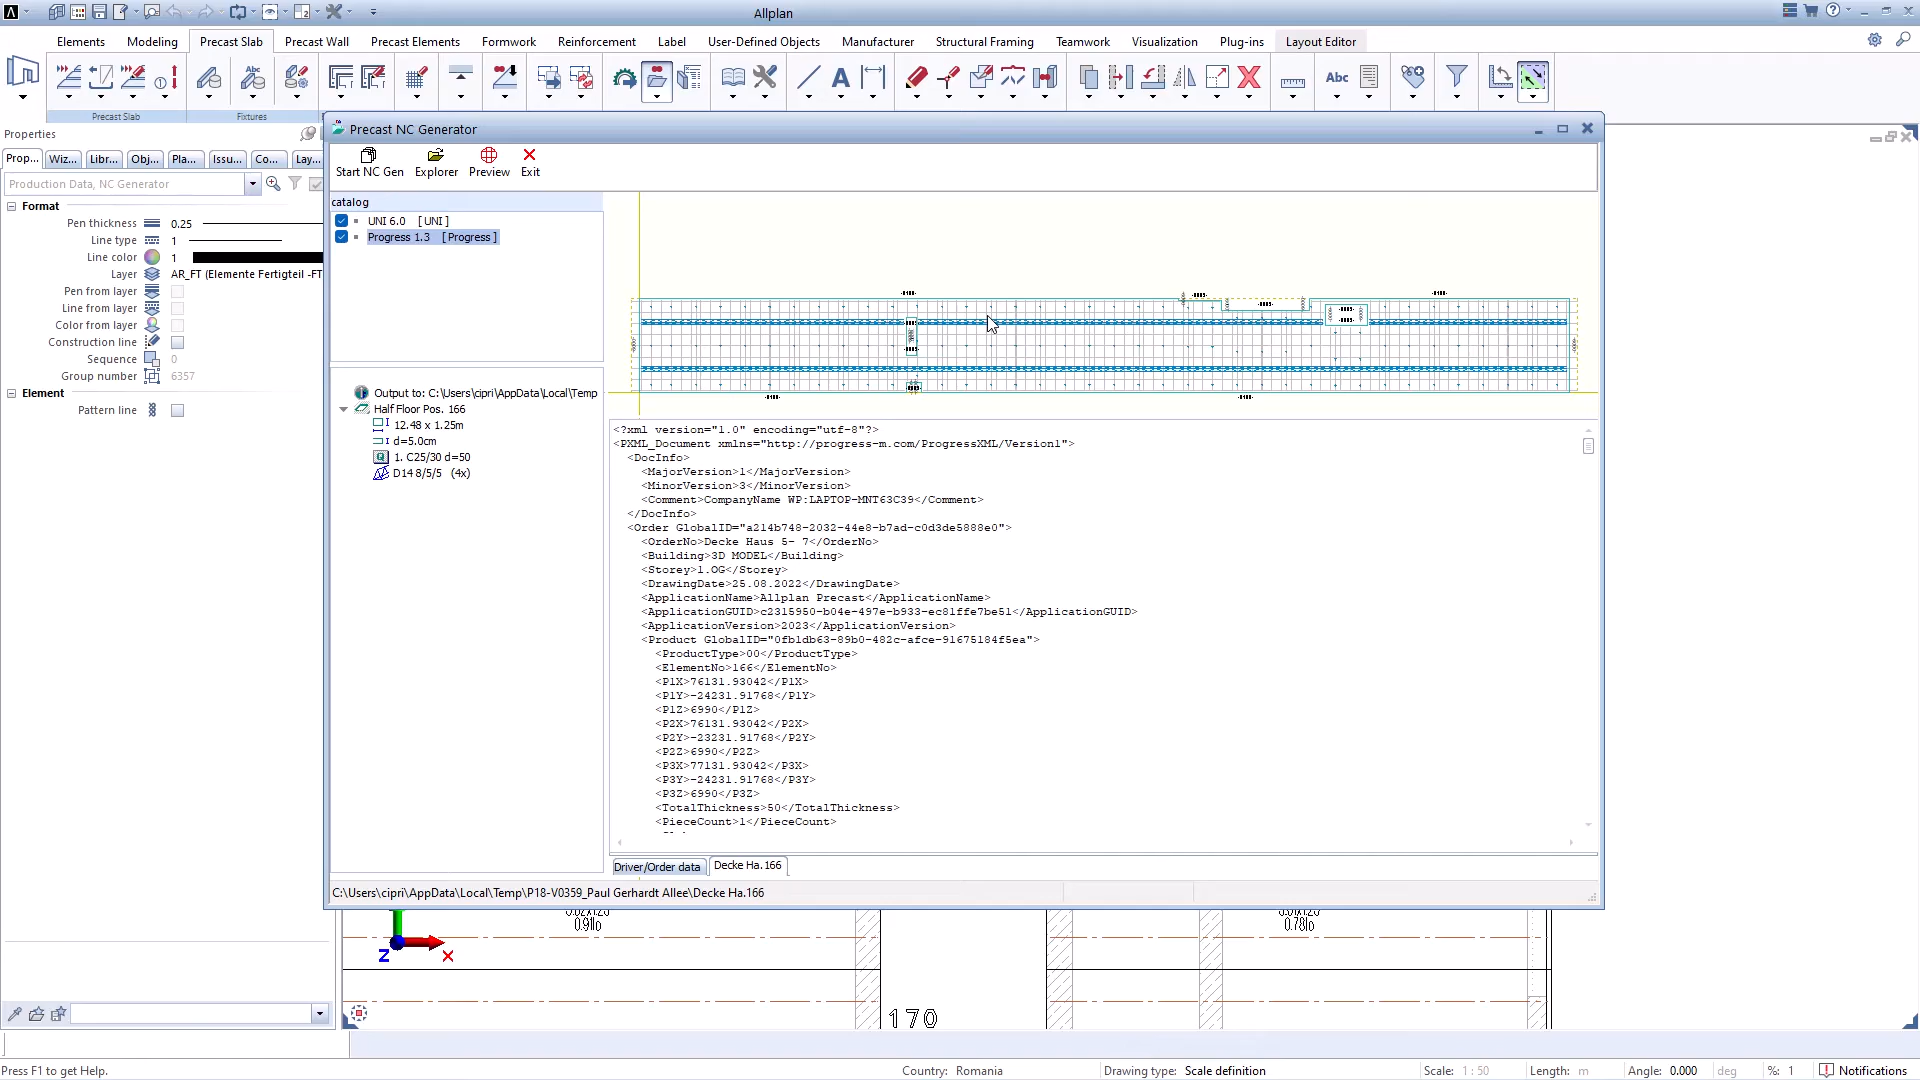 Allplan
Elements Modeling Precast Slab Precast Wall Precast Elements Formwork Reinforcement Label User-Defined Objects Manufacturer Structural Framing Teamwork Visualization Plug-ins Layout Editor
Abc
A
Abc
Precast Slab Fixtures
Properties
Prop... Wiz... Libr... Obj... Pla... Issu... Co... Lay...
Production Data, NC Generator
Format
Pen thickness 0.25
Line type 1
Line color 1
Layer AR_FT (Elemente Fertigteil -FT
Pen from layer
Line from layer
Color from layer
Construction line
Sequence 0
Group number 6357
Element
Pattern line
Precast NC Generator
Start NC Gen Explorer Preview Exit
catalog
UNI 6.0 [ UNI ]
Progress 1.3 [ Progress ]
Output to: C:\Users\cipri\AppData\Local\Temp
Half Floor Pos. 166
12.48 x 1.25m
d=5.0cm
1. C25/30 d=50
D14 8/5/5 (4x)
<?xml version="1.0" encoding="utf-8"?>
<PXML_Document xmlns="http://progress-m.com/ProgressXML/Version1">
<DocInfo>
<MajorVersion>1</MajorVersion>
<MinorVersion>3</MinorVersion>
<Comment>CompanyName WP:LAPTOP-MNT63C39</Comment>
</DocInfo>
<Order GlobalID="a214b748-2032-44e8-b7ad-c0d3de5888e0">
<OrderNo>Decke Haus 5- 7</OrderNo>
<Building>3D MODEL</Building>
<Storey>1.OG</Storey>
<DrawingDate>25.08.2022</DrawingDate>
<ApplicationName>Allplan Precast</ApplicationName>
<ApplicationGUID>c2315950-b04e-497e-b933-ec81ffe7be51</ApplicationGUID>
<ApplicationVersion>2023</ApplicationVersion>
<Product GlobalID="0fb1db63-89b0-482c-afce-91675184f5ea">
<ProductType>00</ProductType>
<ElementNo>166</ElementNo>
<P1X>76131.93042</P1X>
<P1Y>-24231.91768</P1Y>
<P1Z>6990</P1Z>
<P2X>76131.93042</P2X>
<P2Y>-23231.91768</P2Y>
<P2Z>6990</P2Z>
<P3X>77131.93042</P3X>
<P3Y>-24231.91768</P3Y>
<P3Z>6990</P3Z>
<TotalThickness>50</TotalThickness>
<PieceCount>1</PieceCount>
Driver/Order data Decke Ha.166
C:\Users\cipri\AppData\Local\Temp\P18-V0359_Paul Gerhardt Allee\Decke Ha.166
Z X
0.91to
0.78to
170
Press F1 to get Help. Country: Romania Drawing type: Scale definition Scale: 1 : 50 Length: m Angle: 0.000 deg %: 1 Notifications